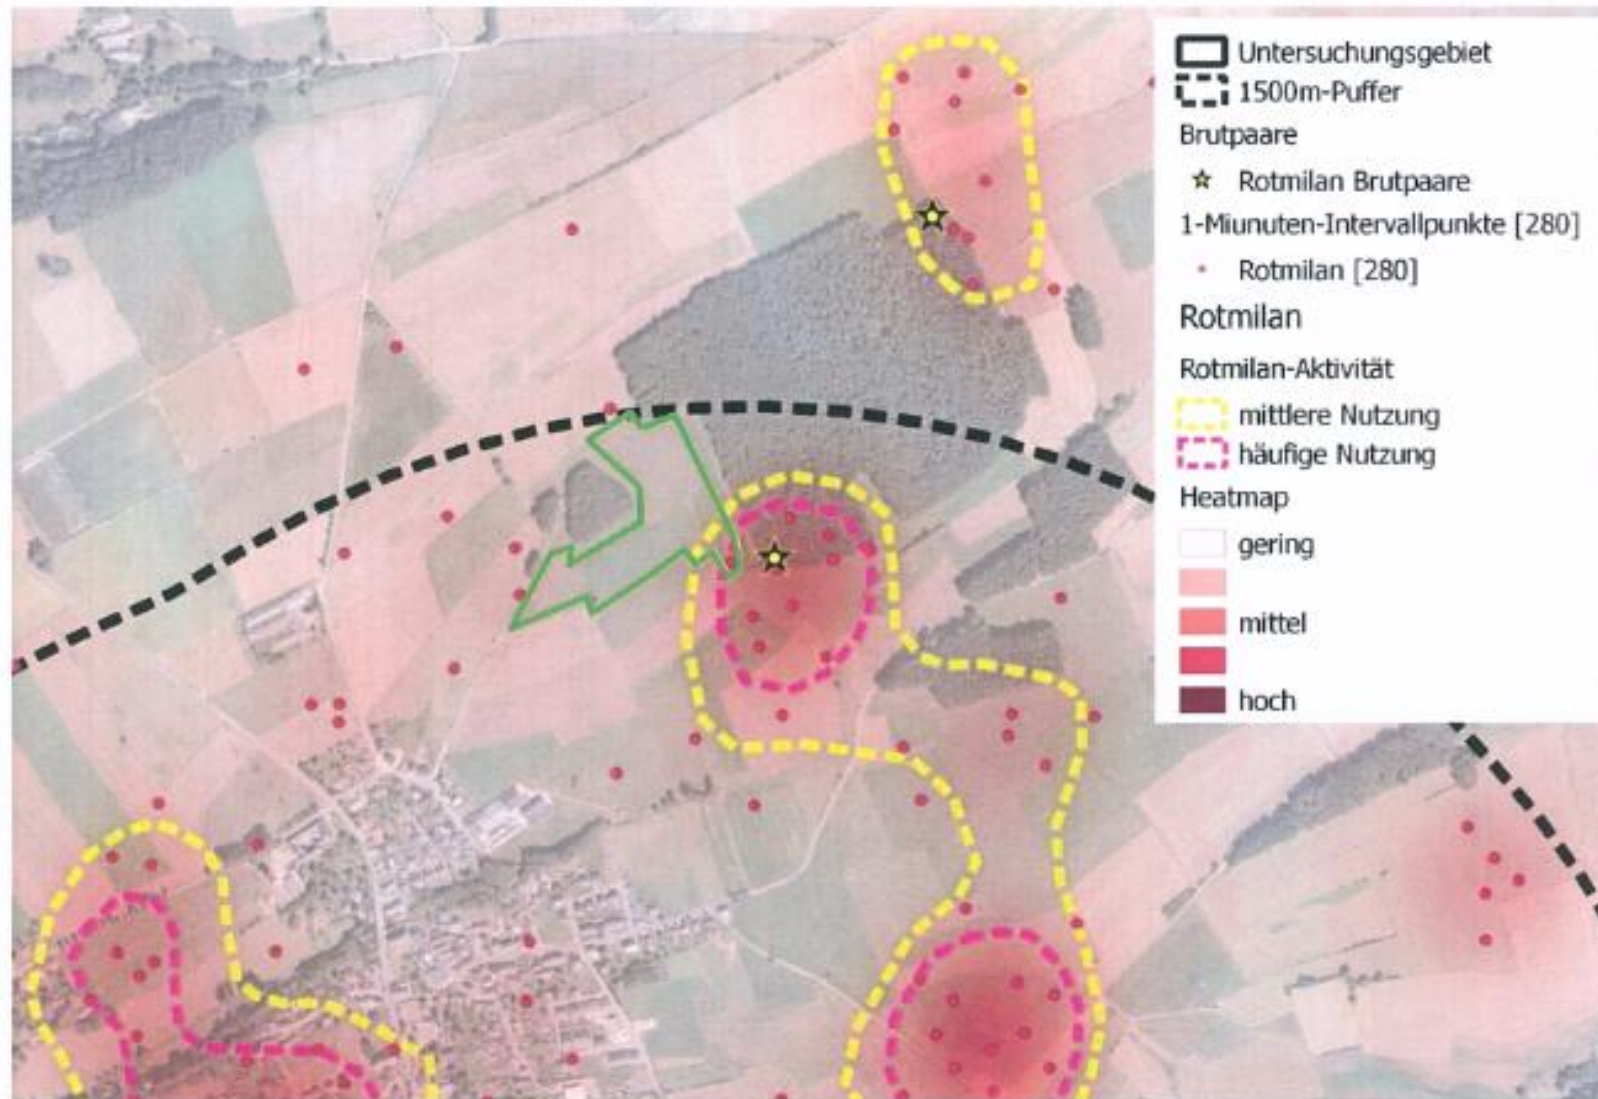 Untersuchungsgebiet
1500m-Puffer
Brutpaare
Rotmilan Brutpaare
1-Miunuten-Intervallpunkte [280]
Rotmilan [280]
Rotmilan
Rotmilan-Aktivität
mittlere Nutzung
häufige Nutzung
Heatmap
gering
mittel
hoch